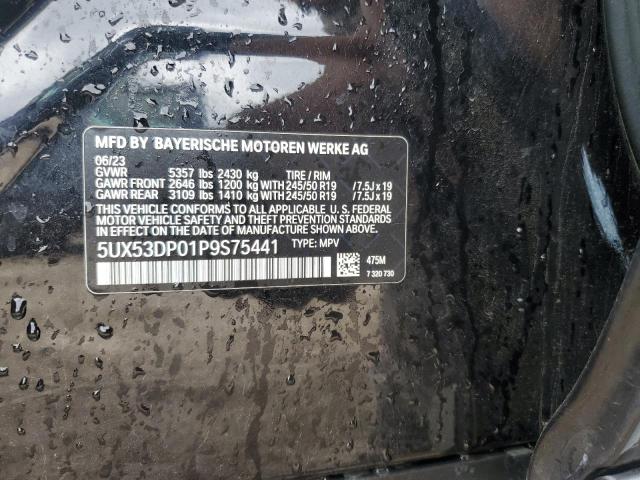 MFD BY BAYERISCHE MOTOREN WERKE AG
06/23
GVWR 5357 lbs 2430 kg TIRE / RIM
GAWR FRONT 2646 lbs 1200 kg WITH 245/50 R19 /7.5J x 19
GAWR REAR 3109 lbs 1410 kg WITH 245/50 R19 /7.5J x 19
THIS VEHICLE CONFORMS TO ALL APPLICABLE U. S. FEDERAL
MOTOR VEHICLE SAFETY AND THEFT PREVENTION STANDARDS
IN EFFECT ON THE DATE OF MANUFACTURE SHOWN ABOVE.
5UX53DP01P9S75441 TYPE: MPV
475M
7 320 730